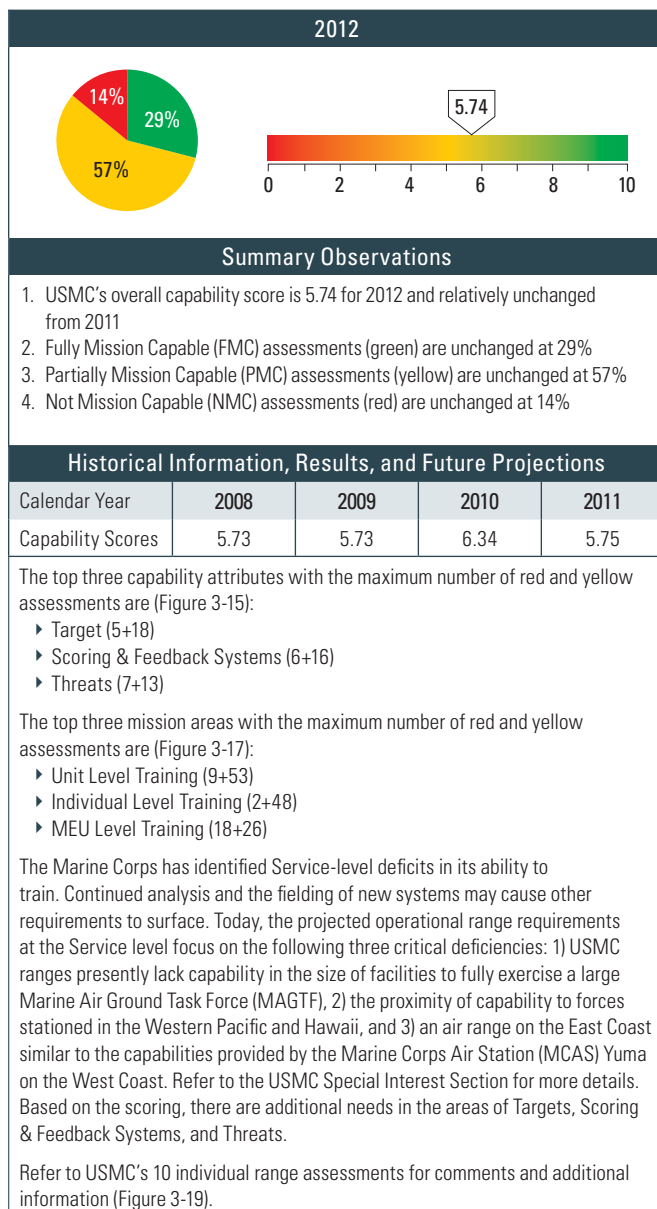 2012
14%
29%
57%
5.74
0 2 4 6 8 10
Summary Observations
1. USMC’s overall capability score is 5.74 for 2012 and relatively unchanged
from 2011
2. Fully Mission Capable (FMC) assessments (green) are unchanged at 29%
3. Partially Mission Capable (PMC) assessments (yellow) are unchanged at 57%
4. Not Mission Capable (NMC) assessments (red) are unchanged at 14%
Historical Information, Results, and Future Projections
Calendar Year 2008 2009 2010 2011
Capability Scores 5.73 5.73 6.34 5.75
The top three capability attributes with the maximum number of red and yellow
assessments are (Figure 3-15):
‣ Target (5+18)
‣ Scoring & Feedback Systems (6+16)
‣ Threats (7+13)
The top three mission areas with the maximum number of red and yellow
assessments are (Figure 3-17):
‣ Unit Level Training (9+53)
‣ Individual Level Training (2+48)
‣ MEU Level Training (18+26)
The Marine Corps has identified Service-level deficits in its ability to
train. Continued analysis and the fielding of new systems may cause other
requirements to surface. Today, the projected operational range requirements
at the Service level focus on the following three critical deficiencies: 1) USMC
ranges presently lack capability in the size of facilities to fully exercise a large
Marine Air Ground Task Force (MAGTF), 2) the proximity of capability to forces
stationed in the Western Pacific and Hawaii, and 3) an air range on the East Coast
similar to the capabilities provided by the Marine Corps Air Station (MCAS) Yuma
on the West Coast. Refer to the USMC Special Interest Section for more details.
Based on the scoring, there are additional needs in the areas of Targets, Scoring
& Feedback Systems, and Threats.
Refer to USMC’s 10 individual range assessments for comments and additional
information (Figure 3-19).